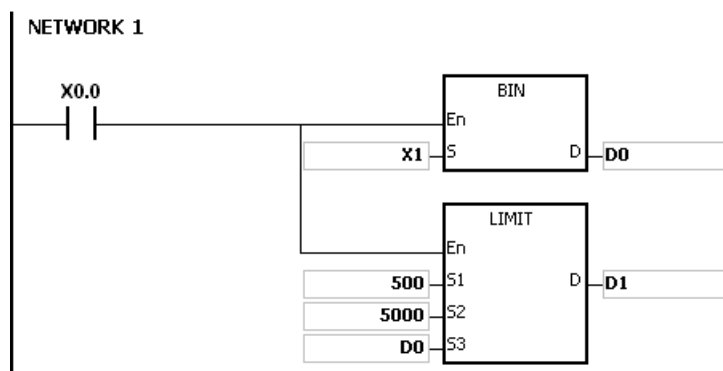 NETWORK 1
X0.0
BIN
En
X1 S D D0
LIMIT
En
500 S1 D D1
5000 S2
D0 S3